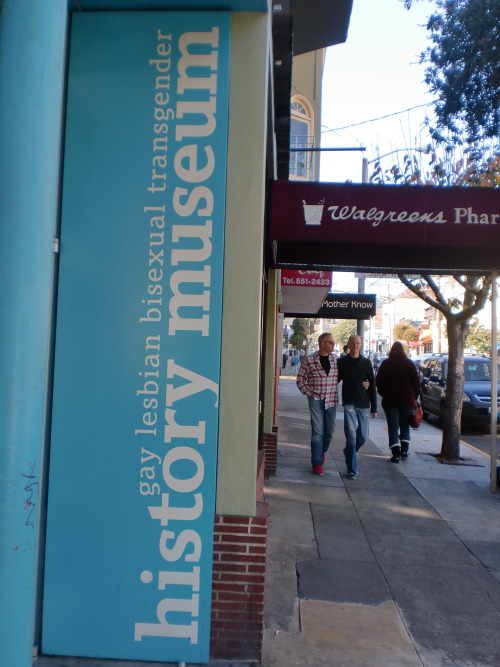 gay lesbian bisexual transgender
history museum
Walgreens Phar
Tel. 551-2433
Mother Know